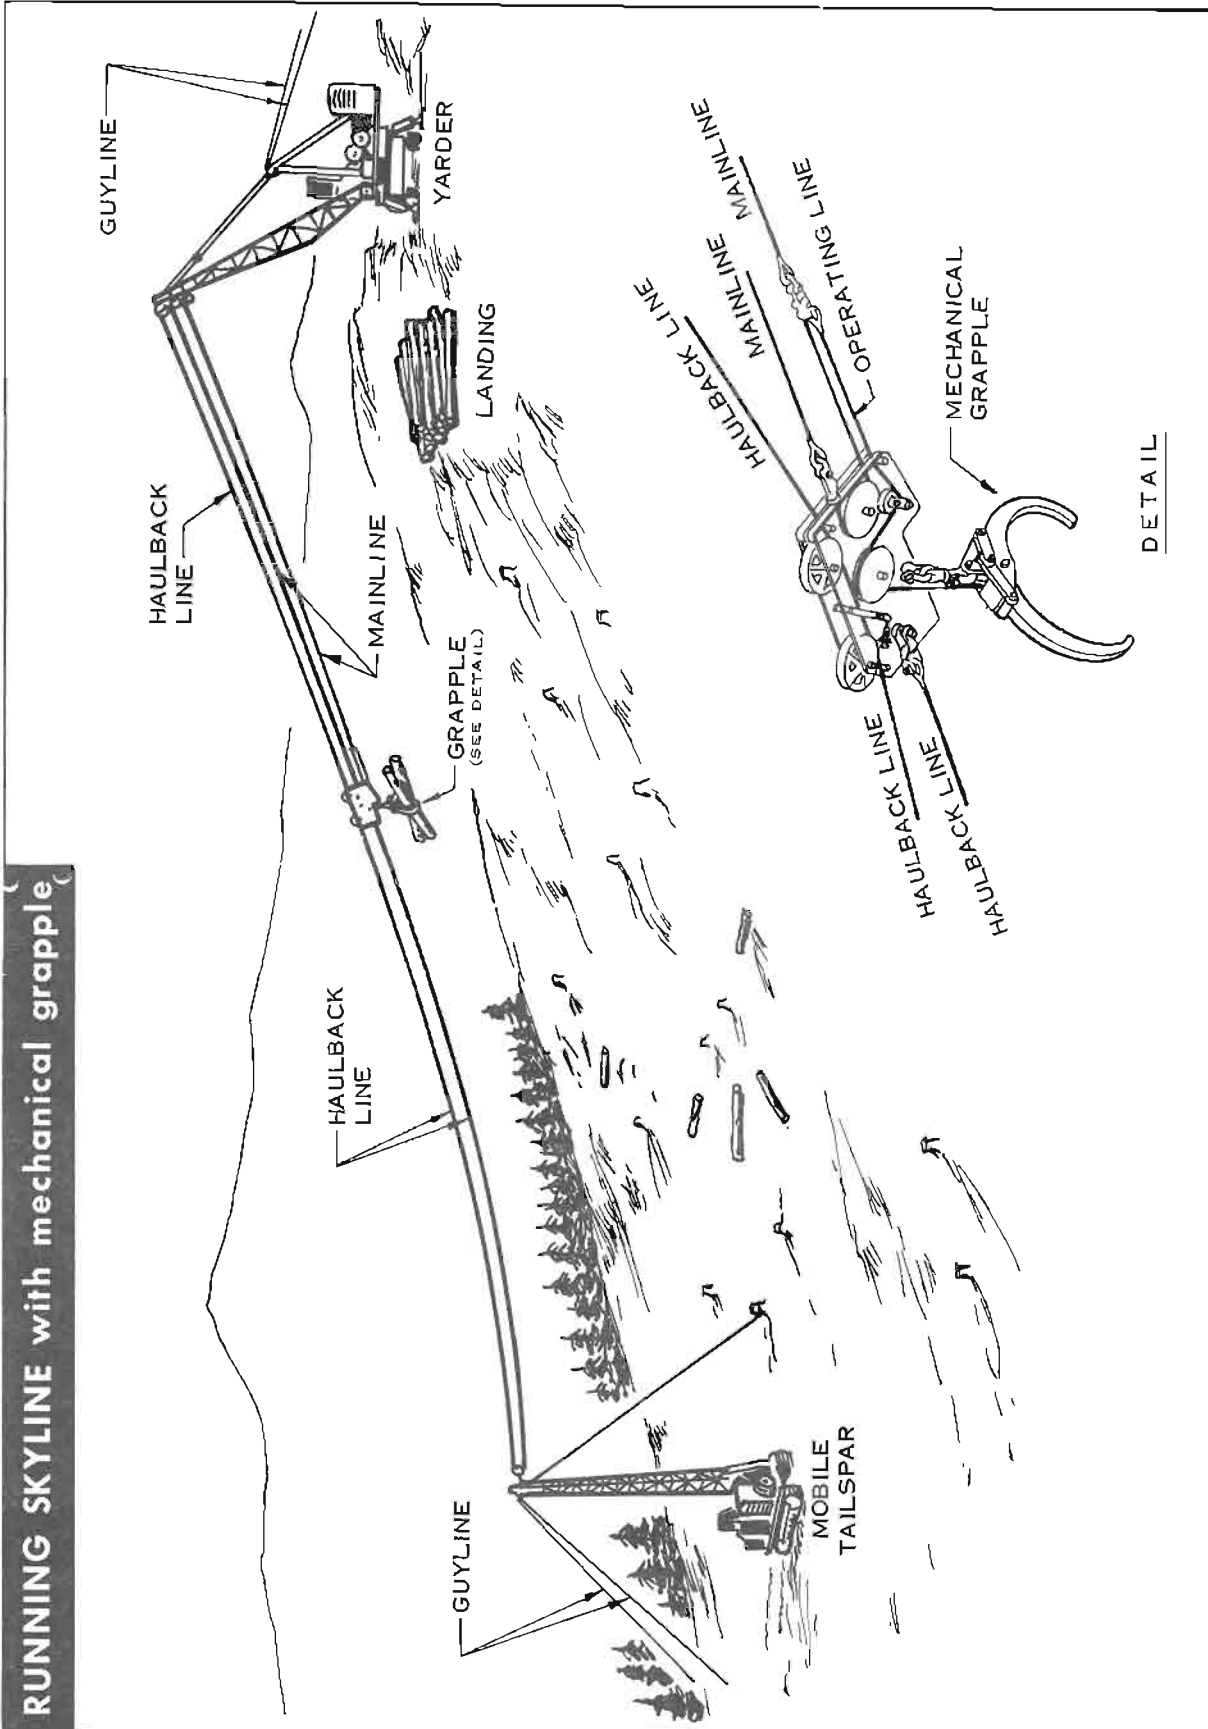 RUNNING SKYLINE with mechanical grapple
GUYLINE
YARDER
HAULBACK
LINE
MAINLINE
LANDING
GRAPPLE
(SEE DETAIL)
HAULBACK
LINE
GUYLINE
MOBILE
TAILSPAR
HAULBACK LINE
MAINLINE
MAINLINE
OPERATING LINE
MECHANICAL
GRAPPLE
HAULBACK LINE
HAULBACK LINE
DETAIL